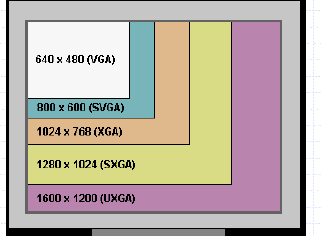 640 x 480 (VGA)
800 x 600 (SVGA)
1024 x 768 (XGA)
1280 x 1024 (SXGA)
1600 x 1200 (UXGA)